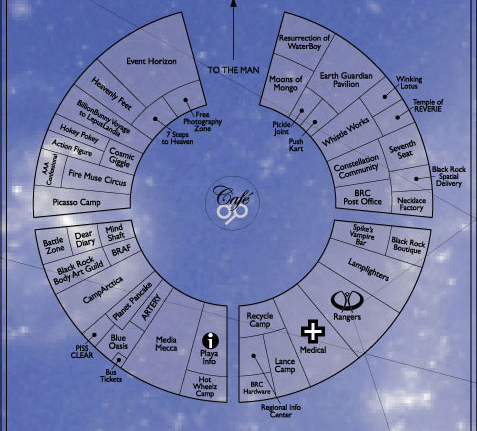 Event Horizon
Heavenly Feet
BillionBunny Voyage
to LepusLands
Hokey Pokey
Action Figure
AAA
Confessional
Cosmic
Giggle
Fire Muse Circus
Picasso Camp
Free
Photography
Zone
7 Steps
to Heaven
TO THE MAN
Resurrection of
WaterBoy
Moons of
Mongo
Earth Guardian
Pavilion
Winking
Lotus
Temple of
REVERIE
Pickle
Joint
Push
Kart
Whistle Works
Seventh
Seat
Constellation
Community
Black Rock
Spatial
Delivery
BRC
Post Office
Necklace
Factory
Café
Battle
Zone
Dear
Diary
Mind
Shaft
BRAF
Black Rock
Body Art Guild
CampArctica
Planet Pancake
ARTERY
PISS
CLEAR
Blue
Oasis
Bus
Tickets
Media
Mecca
i
Playa
Info
Hot
Wheelz
Camp
Spike's
Vampire
Bar
Black Rock
Boutique
Lamplighters
Rangers
Medical
Recycle
Camp
Lance
Camp
BRC
Hardware
Regional Info
Center